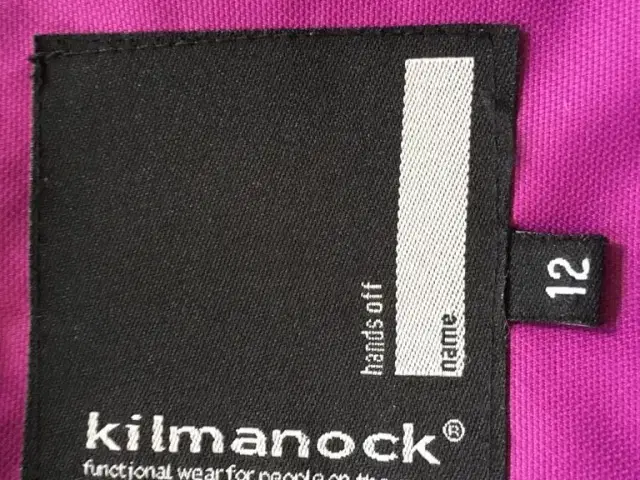 hands off
name
12
kilmanock®
functional wear for people on the